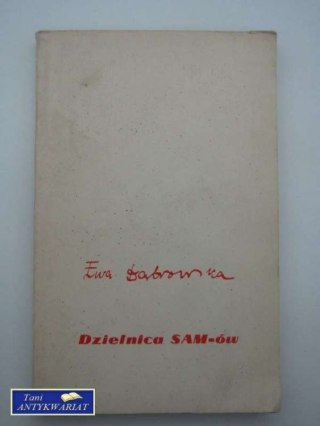 Ewa Dąbrowska
Dzielnica SAM-ów
Tani
ANTYKWARIAT